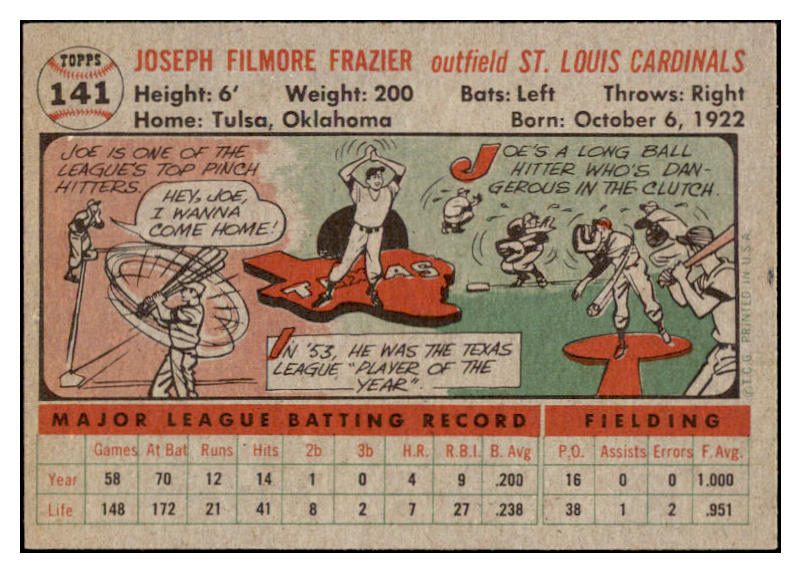 TOPPS
141
JOSEPH FILMORE FRAZIER outfield ST. LOUIS CARDINALS
Height: 6' Weight: 200 Bats: Left Throws: Right
Home: Tulsa, Oklahoma Born: October 6, 1922
JOE IS ONE OF THE
LEAGUE'S TOP PINCH
HITTERS.
HEY, JOE,
I WANNA
COME HOME!
TEXAS
IN '53, HE WAS THE TEXAS
LEAGUE "PLAYER OF THE
YEAR".
JOE'S A LONG BALL
HITTER WHO'S DAN-
GEROUS IN THE CLUTCH.
© T.C.G. PRINTED IN U.S.A.
MAJOR LEAGUE BATTING RECORD FIELDING
Games At Bat Runs Hits 2b 3b H.R. R.B.I. B. Avg P.O. Assists Errors F. Avg.
Year 58 70 12 14 1 0 4 9 .200 16 0 0 1.000
Life 148 172 21 41 8 2 7 27 .238 38 1 2 .951